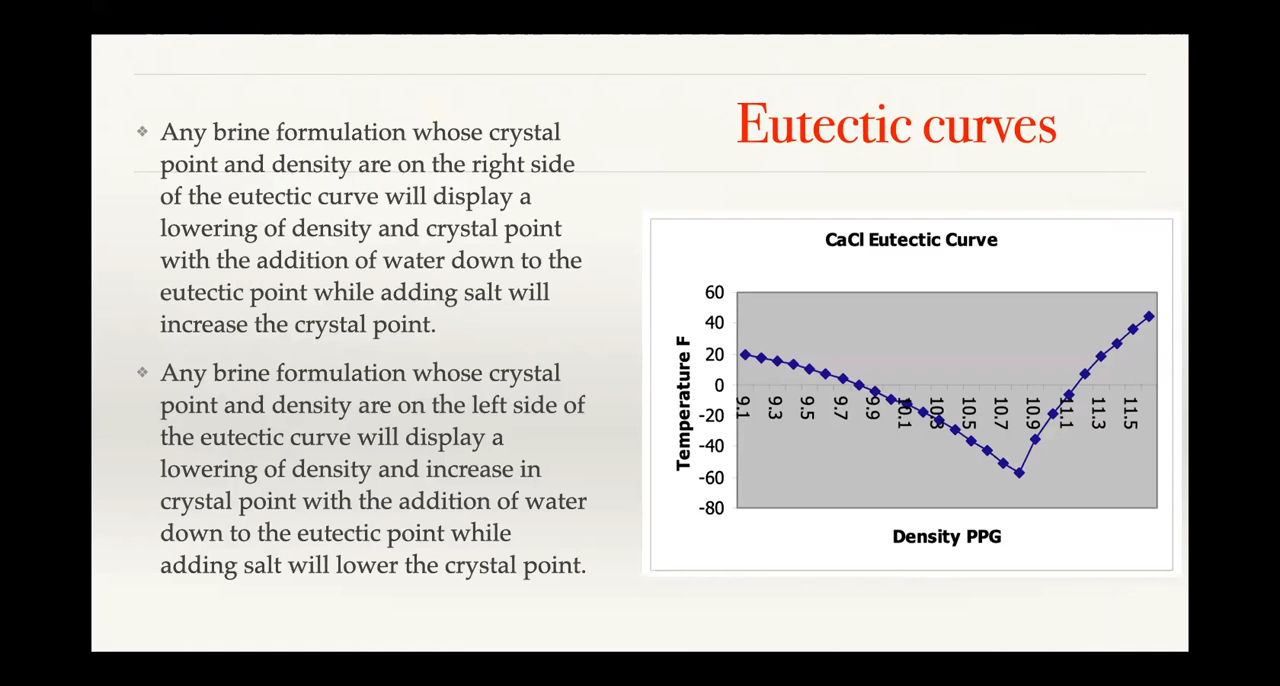 Eutectic curves
❖ Any brine formulation whose crystal
point and density are on the right side
of the eutectic curve will display a
lowering of density and crystal point
with the addition of water down to the
eutectic point while adding salt will
increase the crystal point.
❖ Any brine formulation whose crystal
point and density are on the left side of
the eutectic curve will display a
lowering of density and increase in
crystal point with the addition of water
down to the eutectic point while
adding salt will lower the crystal point.
CaCl Eutectic Curve
Temperature F
60
40
20
0
-20
-40
-60
-80
9.1
9.3
9.5
9.7
9.9
10.1
10.3
10.5
10.7
10.9
11.1
11.3
11.5
Density PPG